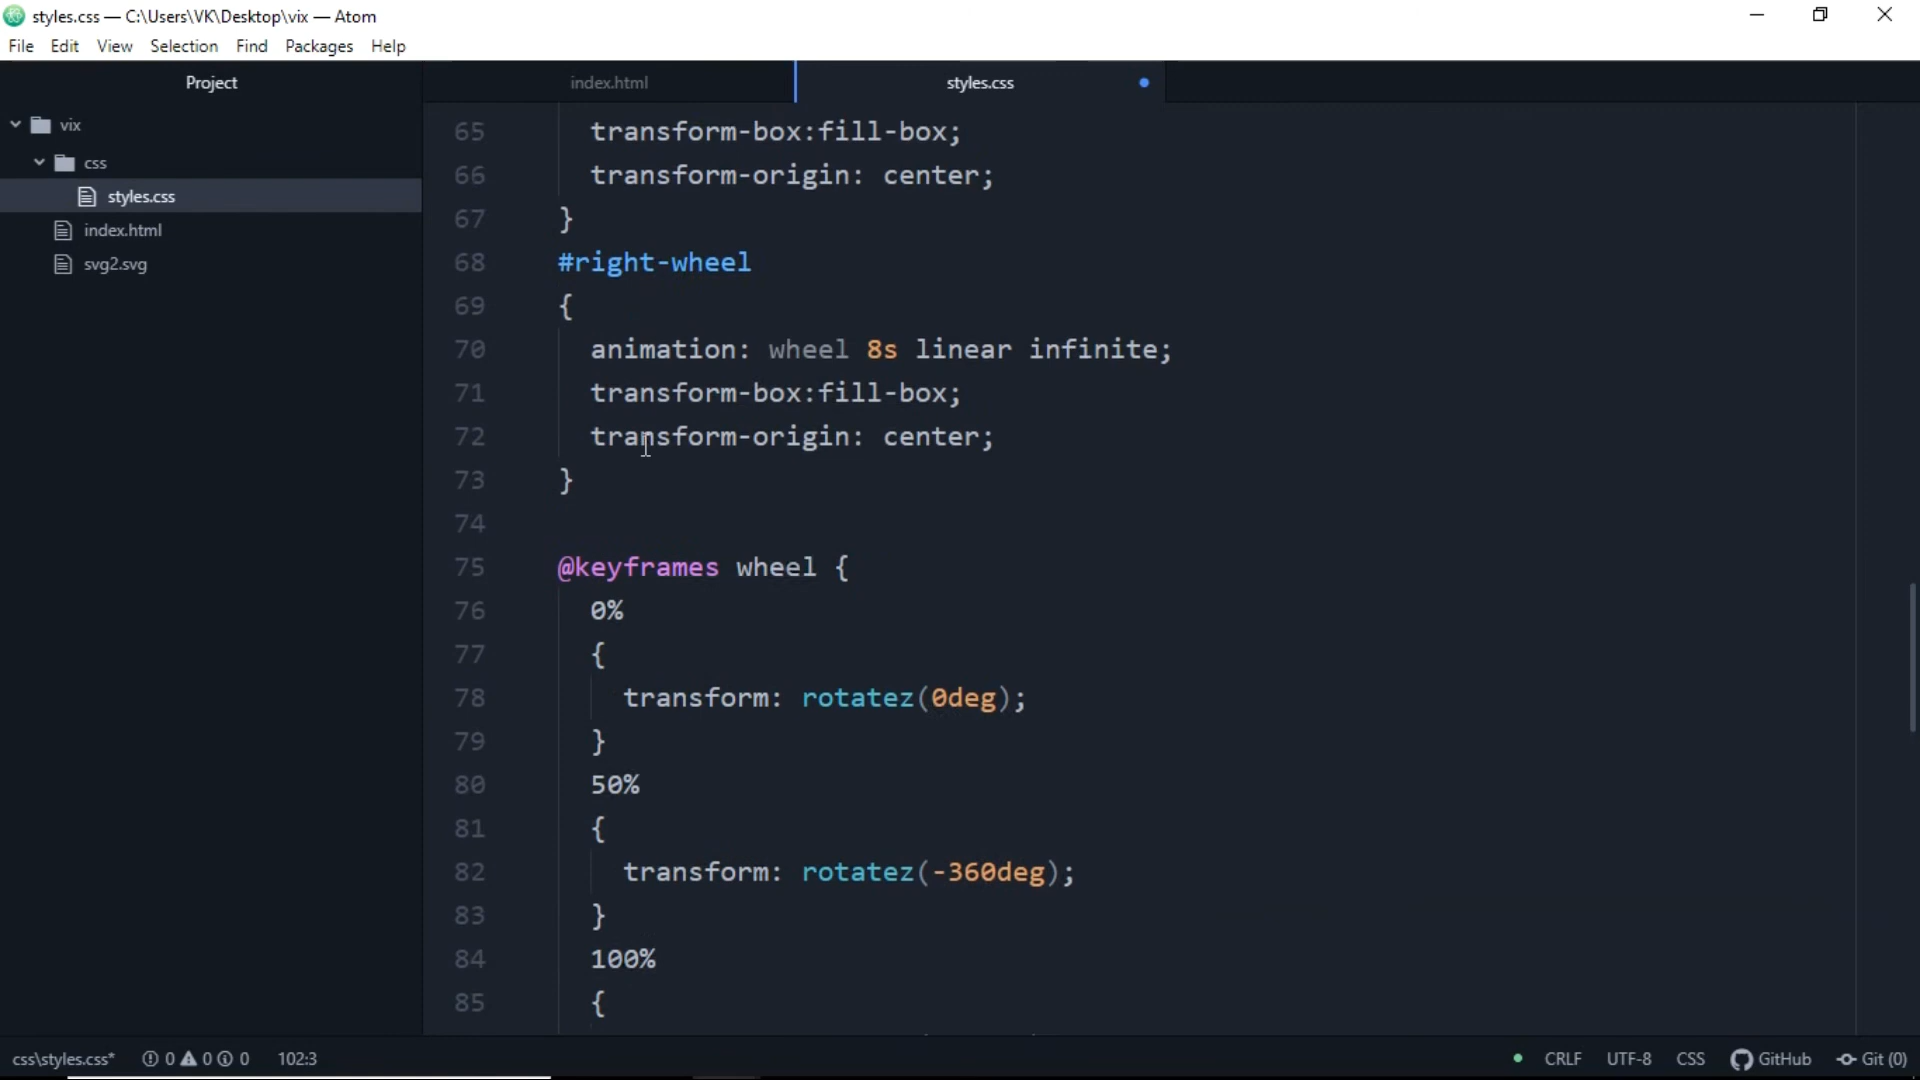 styles.css — C:\Users\VK\Desktop\vix — Atom
File Edit View Selection Find Packages Help
Project
vix
css
styles.css
index.html
svg2.svg
index.html
styles.css
65 transform-box:fill-box;
66 transform-origin: center;
67 }
68 #right-wheel
69 {
70 animation: wheel 8s linear infinite;
71 transform-box:fill-box;
72 transform-origin: center;
73 }
74
75 @keyframes wheel {
76 0%
77 {
78 transform: rotatez(0deg);
79 }
80 50%
81 {
82 transform: rotatez(-360deg);
83 }
84 100%
85 {
css\styles.css* 0 0 0 102:3 CRLF UTF-8 CSS GitHub Git (0)